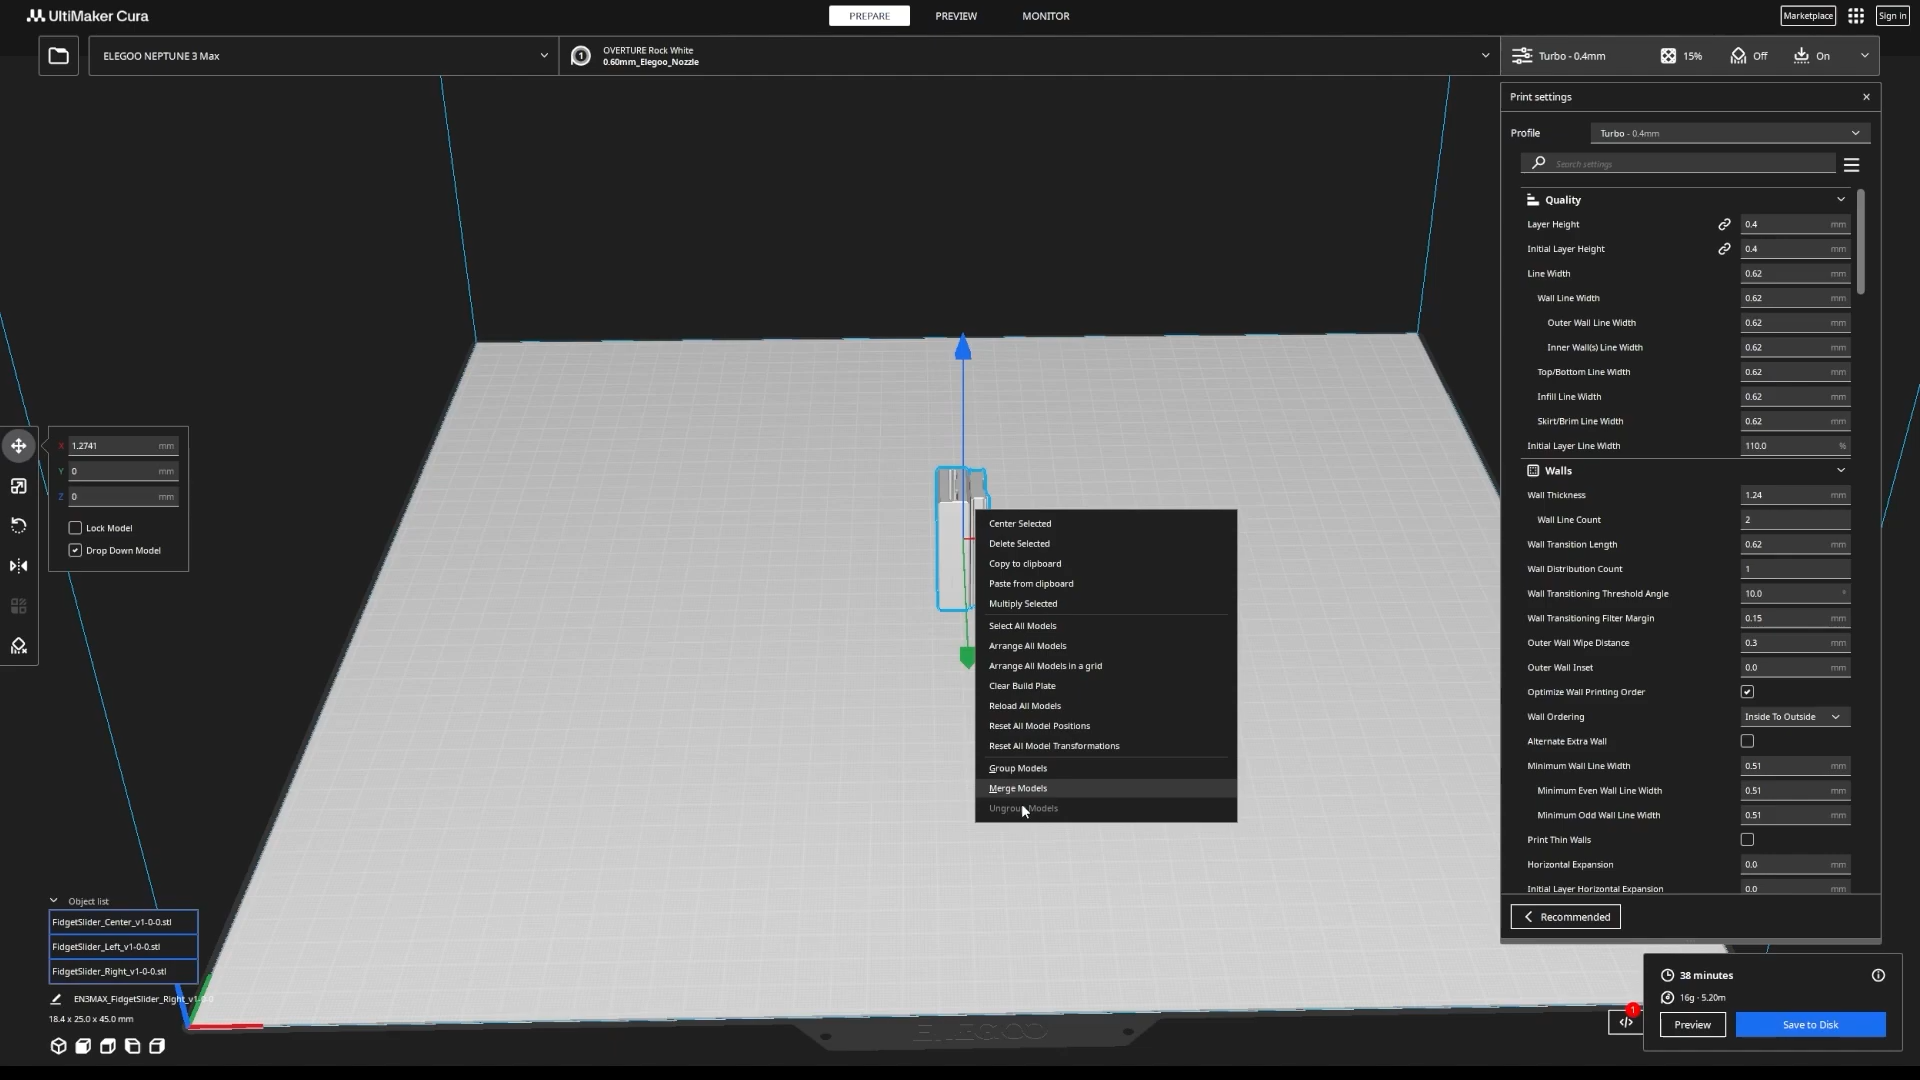 UltiMaker Cura
PREPARE
PREVIEW
MONITOR
Marketplace
Sign in
ELEGOO NEPTUNE 3 Max
1
OVERTURE Rock White
0.60mm_Elegoo_Nozzle
Turbo - 0.4mm
15%
Off
On
Print settings
Profile
Turbo - 0.4mm
Search settings
Quality
Layer Height 0.4 mm
Initial Layer Height 0.4 mm
Line Width 0.62 mm
Wall Line Width 0.62 mm
Outer Wall Line Width 0.62 mm
Inner Wall(s) Line Width 0.62 mm
Top/Bottom Line Width 0.62 mm
Infill Line Width 0.62 mm
Skirt/Brim Line Width 0.62 mm
Initial Layer Line Width 110.0 %
Walls
Wall Thickness 1.24 mm
Wall Line Count 2
Wall Transition Length 0.62 mm
Wall Distribution Count 1
Wall Transitioning Threshold Angle 10.0 °
Wall Transitioning Filter Margin 0.15 mm
Outer Wall Wipe Distance 0.3 mm
Outer Wall Inset 0.0 mm
Optimize Wall Printing Order
Wall Ordering Inside To Outside
Alternate Extra Wall
Minimum Wall Line Width 0.51 mm
Minimum Even Wall Line Width 0.51 mm
Minimum Odd Wall Line Width 0.51 mm
Print Thin Walls
Horizontal Expansion 0.0 mm
Initial Layer Horizontal Expansion 0.0 mm
Recommended
X 1.2741 mm
Y 0 mm
Z 0 mm
Lock Model
Drop Down Model
Center Selected
Delete Selected
Copy to clipboard
Paste from clipboard
Multiply Selected
Select All Models
Arrange All Models
Arrange All Models in a grid
Clear Build Plate
Reload All Models
Reset All Model Positions
Reset All Model Transformations
Group Models
Merge Models
Ungroup Models
Object list
FidgetSlider_Center_v1-0-0.stl
FidgetSlider_Left_v1-0-0.stl
FidgetSlider_Right_v1-0-0.stl
EN3MAX_FidgetSlider_Right_v1-0-0
18.4 x 25.0 x 45.0 mm
ELEGOO
1
38 minutes
16g · 5.20m
Preview
Save to Disk